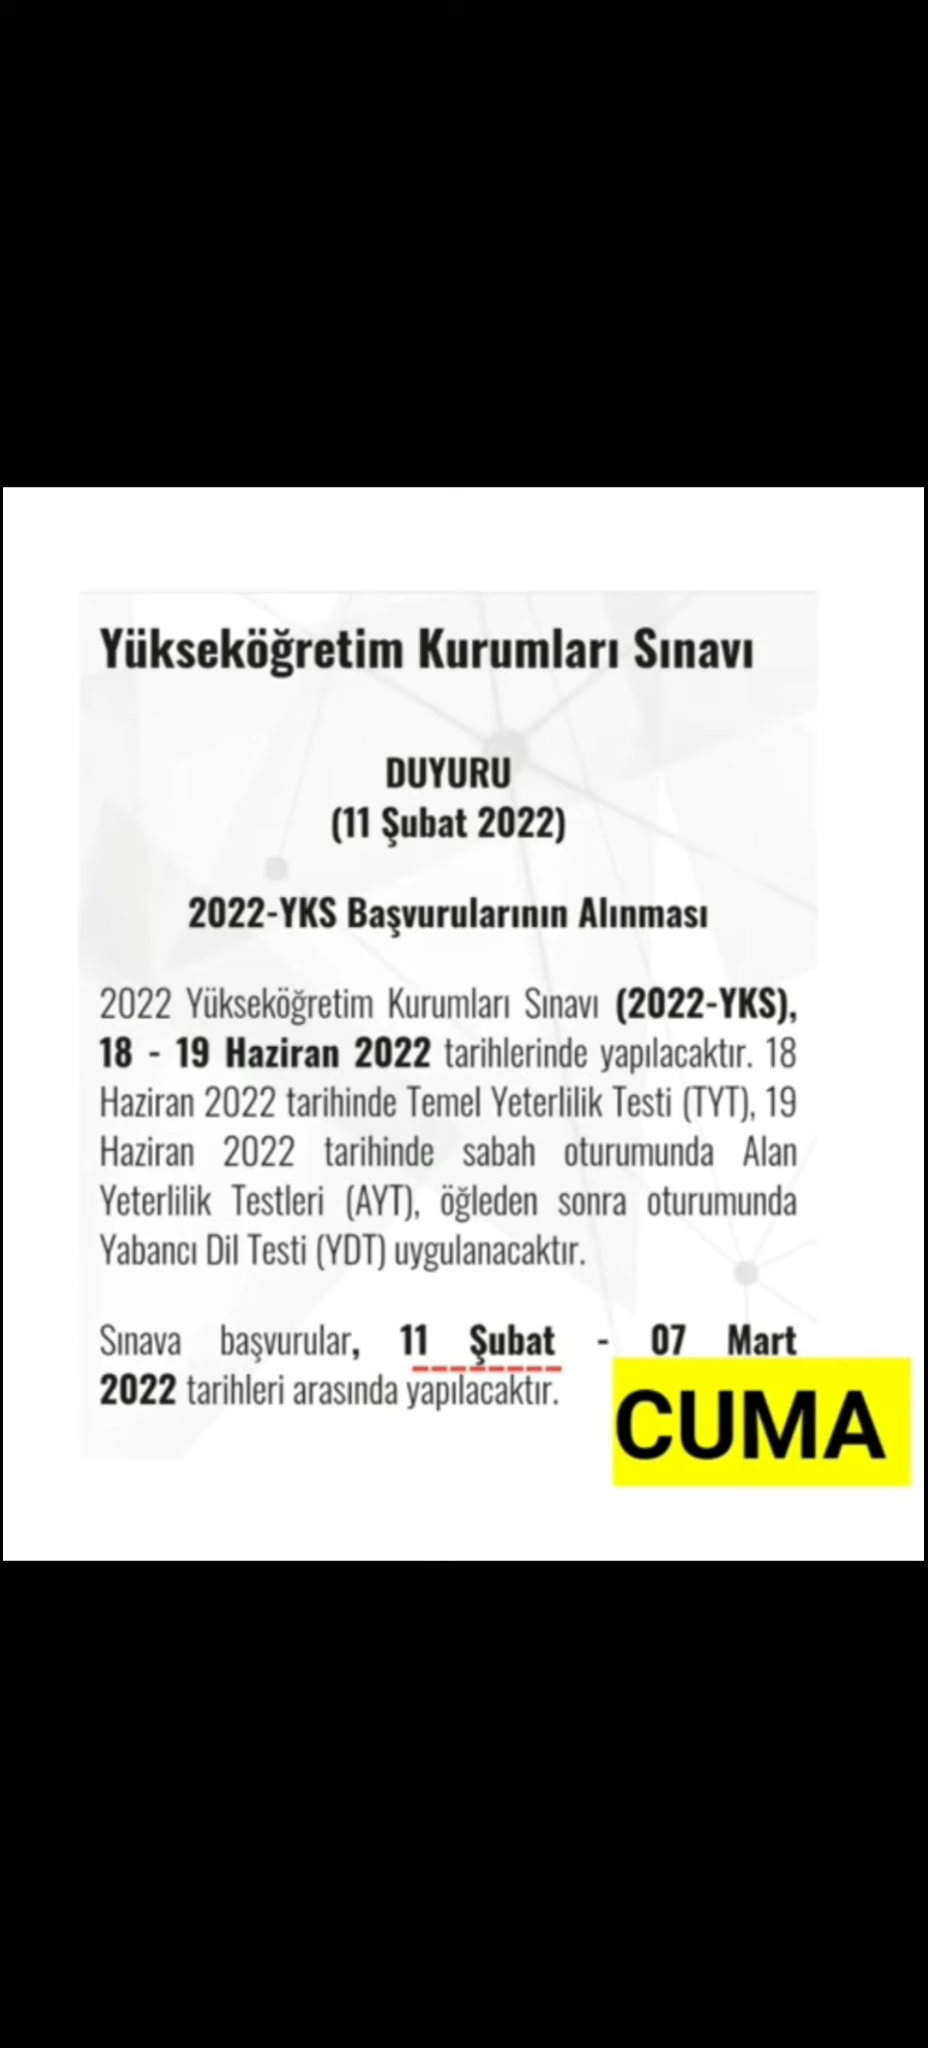 Yükseköğretim Kurumları Sınavı
DUYURU
(11 Şubat 2022)
2022-YKS Başvurularının Alınması
2022 Yükseköğretim Kurumları Sınavı (2022-YKS),
18 - 19 Haziran 2022 tarihlerinde yapılacaktır. 18
Haziran 2022 tarihinde Temel Yeterlilik Testi (TYT), 19
Haziran 2022 tarihinde sabah oturumunda Alan
Yeterlilik Testleri (AYT), öğleden sonra oturumunda
Yabancı Dil Testi (YDT) uygulanacaktır.
Sınava başvurular, 11 Şubat - 07 Mart
2022 tarihleri arasında yapılacaktır.
CUMA